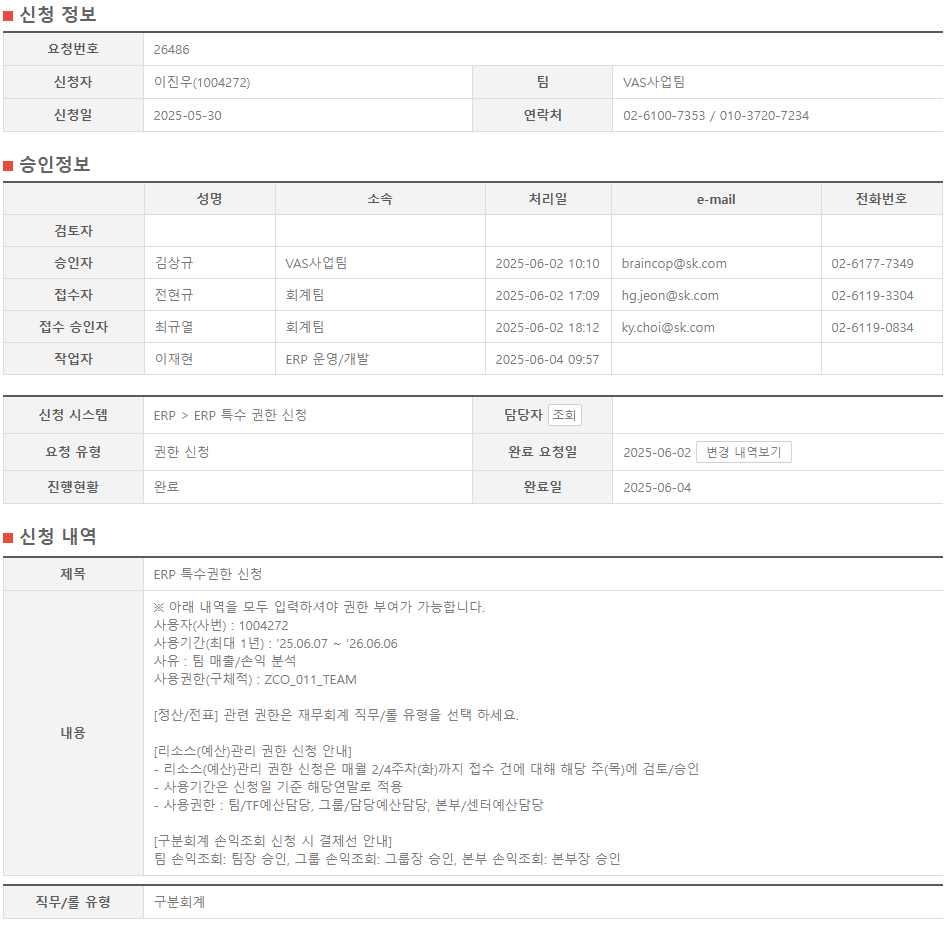 신청 정보
요청번호 26486
신청자 이진우(1004272) 팀 VAS사업팀
신청일 2025-05-30 연락처 02-6100-7353 / 010-3720-7234
승인정보
성명 소속 처리일 e-mail 전화번호
검토자
승인자 김상규 VAS사업팀 2025-06-02 10:10 braincop@sk.com 02-6177-7349
접수자 전현규 회계팀 2025-06-02 17:09 hg.jeon@sk.com 02-6119-3304
접수 승인자 최규열 회계팀 2025-06-02 18:12 ky.choi@sk.com 02-6119-0834
작업자 이재현 ERP 운영/개발 2025-06-04 09:57
신청 시스템 ERP > ERP 특수 권한 신청 담당자 조회
요청 유형 권한 신청 완료 요청일 2025-06-02 변경 내역보기
진행현황 완료 완료일 2025-06-04
신청 내역
제목 ERP 특수권한 신청
※ 아래 내역을 모두 입력하셔야 권한 부여가 가능합니다.
사용자(사번) : 1004272
사용기간(최대 1년) : '25.06.07 ~ '26.06.06
사유 : 팀 매출/손익 분석
사용권한(구체적) : ZCO_011_TEAM
[정산/전표] 관련 권한은 재무회계 직무/롤 유형을 선택 하세요.
내용
[리소스(예산)관리 권한 신청 안내]
- 리소스(예산)관리 권한 신청은 매월 2/4주차(화)까지 접수 건에 대해 해당 주(목)에 검토/승인
- 사용기간은 신청일 기준 해당연말로 적용
- 사용권한 : 팀/TF예산담당, 그룹/담당예산담당, 본부/센터예산담당
[구분회계 손익조회 신청 시 결제선 안내]
팀 손익조회: 팀장 승인, 그룹 손익조회: 그룹장 승인, 본부 손익조회: 본부장 승인
직무/롤 유형 구분회계